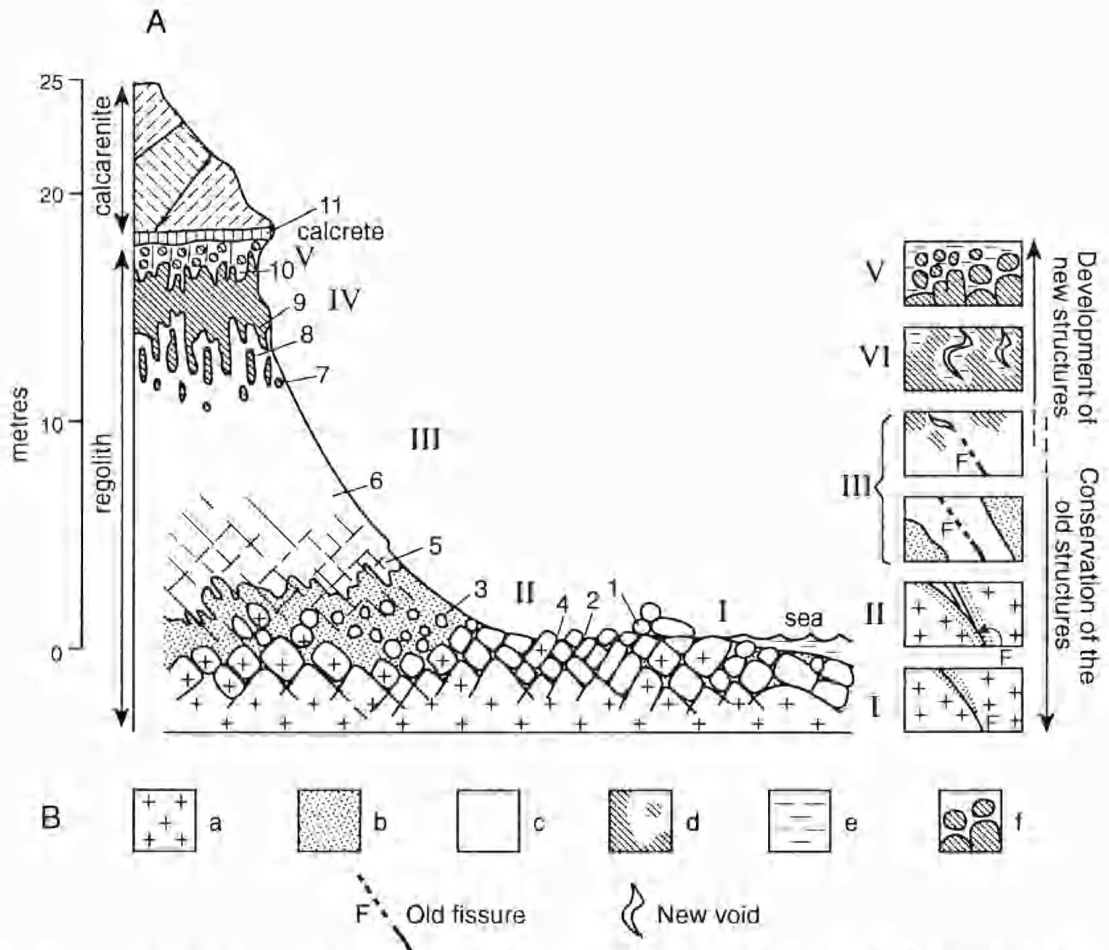 A
25
20
10
0
metres
calcarenite
regolith
11
calcrete
V
10
IV
9
8
7
III
6
5
3
II
4
2
1
I
sea
V
VI
III
F
F
II
F
I
F
Development of
new structures
Conservation of the
old structures
B
a
b
c
d
e
f
F Old fissure
New void